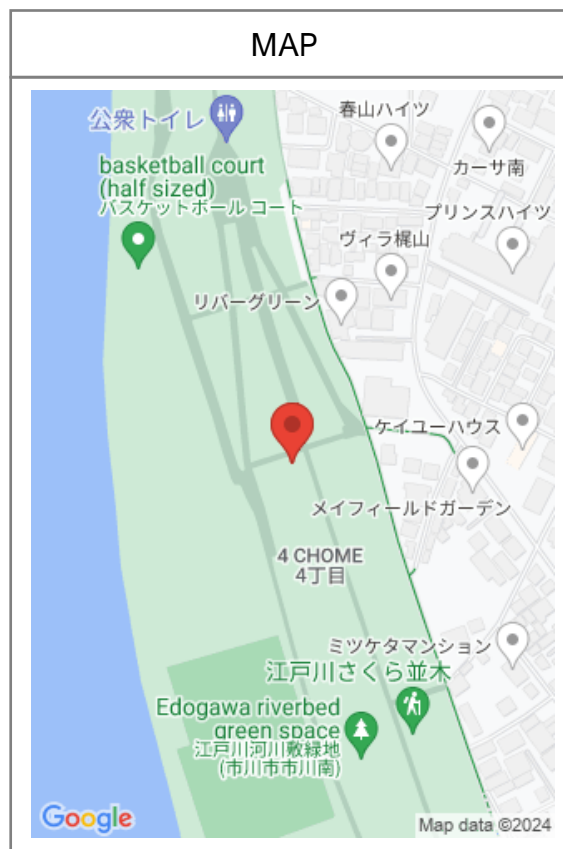 MAP
公衆トイレ
春山ハイツ
カーサ南
basketball court
(half sized)
バスケットボール コート
プリンスハイツ
ヴィラ梶山
リバーグリーン
ケイユーハウス
メイフィールドガーデン
4 CHOME
4丁目
ミツケタマンション
江戸川さくら並木
Edogawa riverbed
green space
江戸川河川敷緑地
(市川市市川南)
Google
Map data ©2024